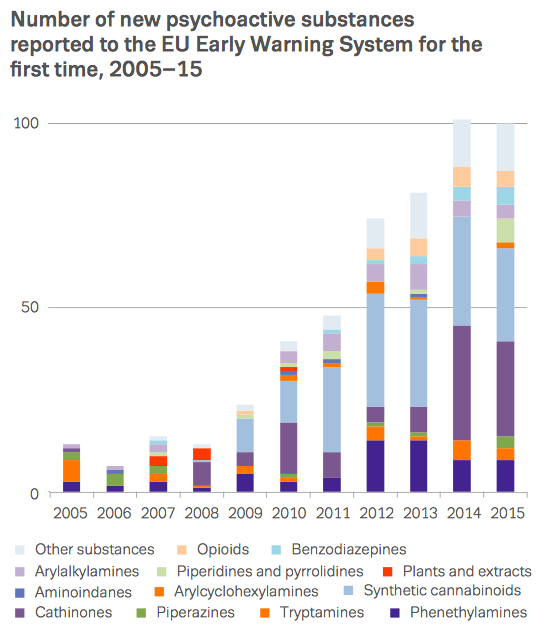 Number of new psychoactive substances
reported to the EU Early Warning System for the
first time, 2005–15
100
50
0
2005 2006 2007 2008 2009 2010 2011 2012 2013 2014 2015
Other substances Opioids Benzodiazepines
Arylalkylamines Piperidines and pyrrolidines Plants and extracts
Aminoindanes Arylcyclohexylamines Synthetic cannabinoids
Cathinones Piperazines Tryptamines Phenethylamines